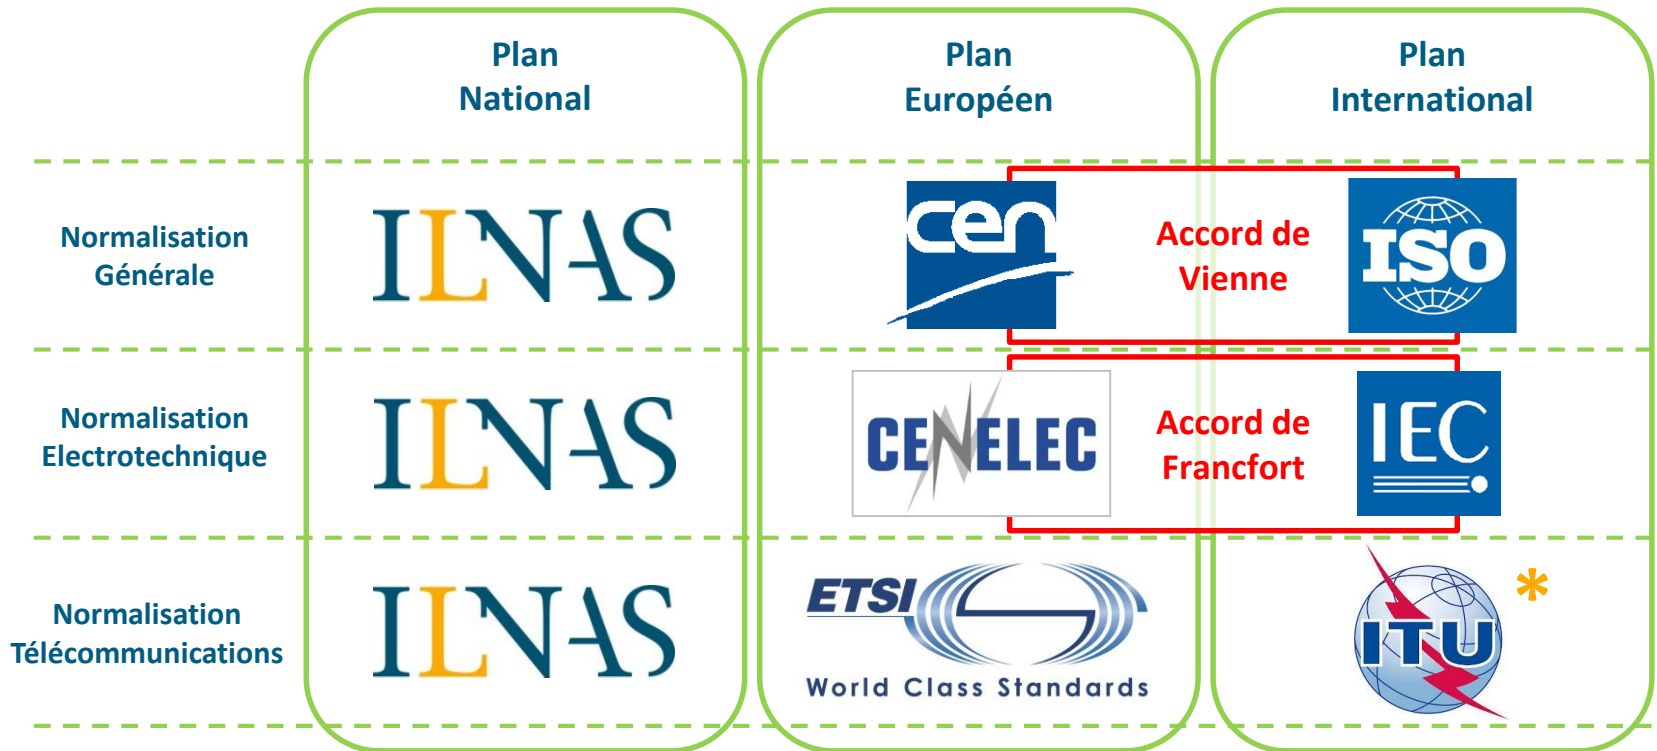 Plan
National
Plan
Européen
Plan
International
Normalisation
Générale
ILNAS
cen
Accord de
Vienne
ISO
Normalisation
Electrotechnique
ILNAS
CENELEC
Accord de
Francfort
IEC
Normalisation
Télécommunications
ILNAS
ETSI
World Class Standards
ITU
*